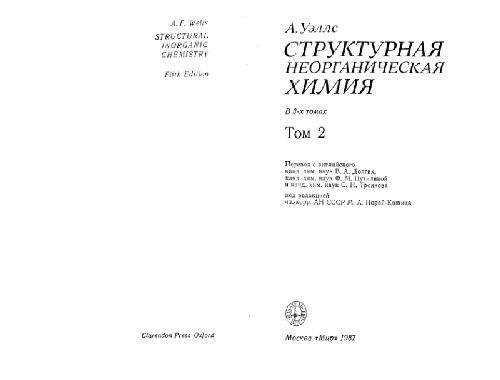 A. F. Wells
STRUCTURAL
INORGANIC
CHEMISTRY
Fifth Edition
Clarendon Press Oxford
А. Уэллс
СТРУКТУРНАЯ
НЕОРГАНИЧЕСКАЯ
ХИМИЯ
В 3-х томах
Том 2
Перевод с английского
канд. хим. наук В. А. Долгих,
канд. хим. наук Ф. М. Путилиной
и канд. хим. наук С. И. Троянова
под редакцией
чл.-корр. АН СССР М. А. Порай-Кошица
Москва «Мир» 1987